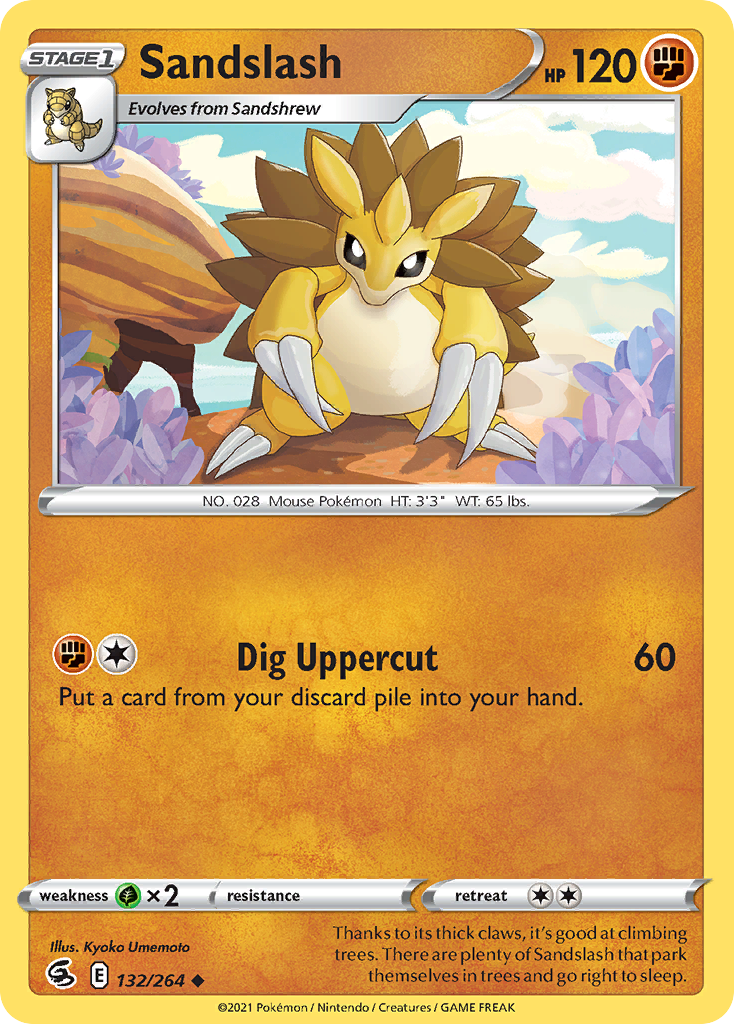 STAGE 1
Sandslash
HP 120
Evolves from Sandshrew
NO. 028 Mouse Pokémon HT: 3'3" WT: 65 lbs.
Dig Uppercut 60
Put a card from your discard pile into your hand.
weakness ×2 resistance retreat
Thanks to its thick claws, it's good at climbing
trees. There are plenty of Sandslash that park
themselves in trees and go right to sleep.
Illus. Kyoko Umemoto
E 132/264
©2021 Pokémon / Nintendo / Creatures / GAME FREAK